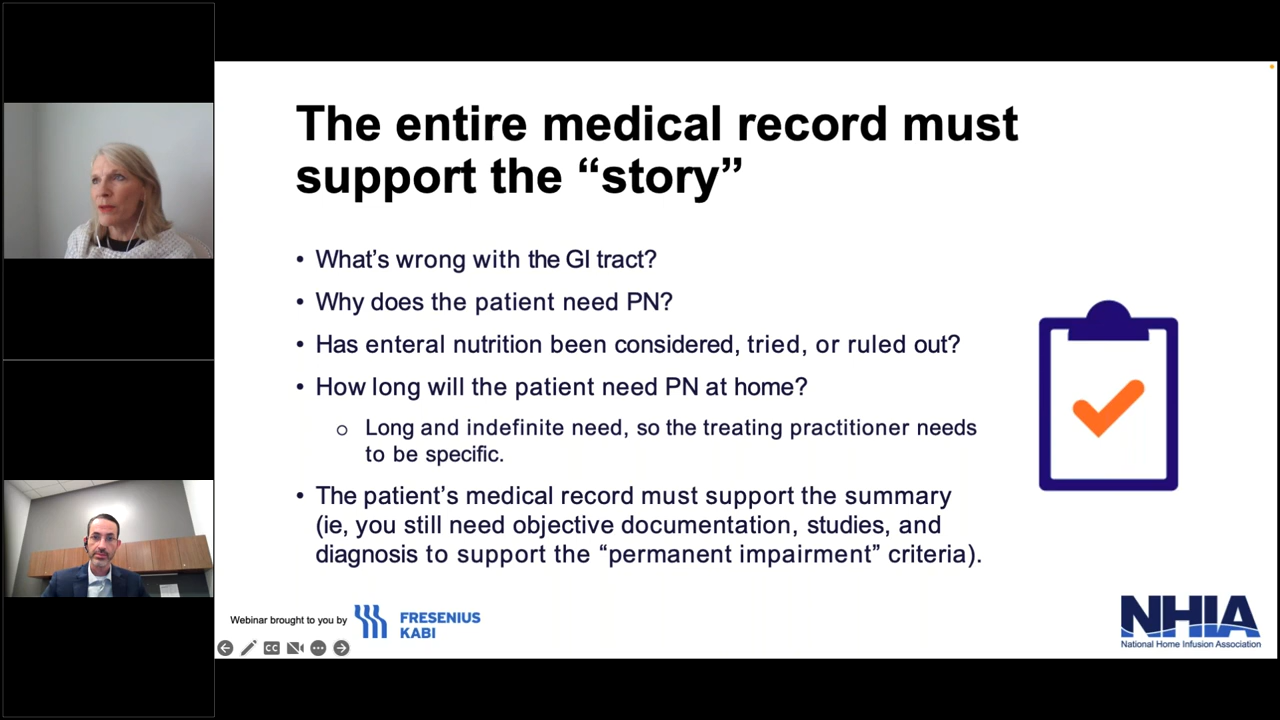 The entire medical record must
support the “story”
• What’s wrong with the GI tract?
• Why does the patient need PN?
• Has enteral nutrition been considered, tried, or ruled out?
• How long will the patient need PN at home?
o Long and indefinite need, so the treating practitioner needs
to be specific.
• The patient’s medical record must support the summary
(ie, you still need objective documentation, studies, and
diagnosis to support the “permanent impairment” criteria).
Webinar brought to you by
FRESENIUS
KABI
CC
NHIA
National Home Infusion Association